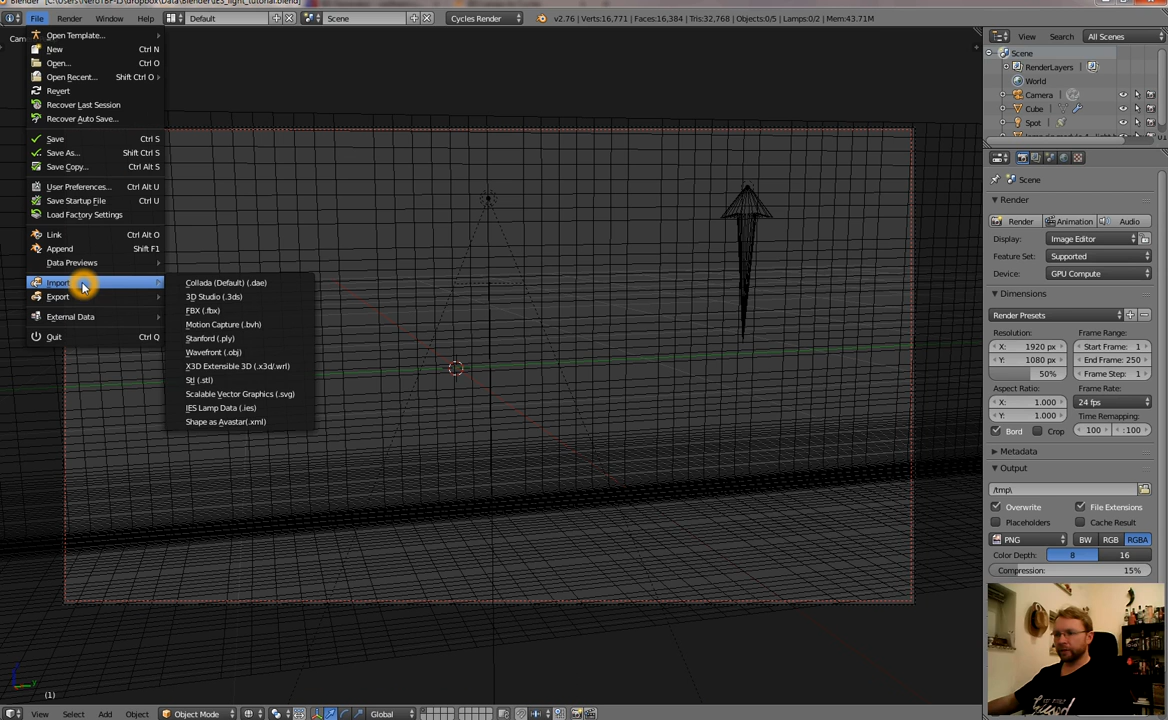 File Render Window Help Default Scene Cycles Render v2.76 | Verts:16,771 | Faces:16,384 | Tris:32,768 | Objects:0/5 | Lamps:0/2 | Mem:43.71M
Open Template...
New Ctrl N
Open... Ctrl O
Open Recent... Shift Ctrl O
Revert
Recover Last Session
Recover Auto Save...
Save Ctrl S
Save As... Shift Ctrl S
Save Copy... Ctrl Alt S
User Preferences... Ctrl Alt U
Save Startup File Ctrl U
Load Factory Settings
Link Ctrl Alt O
Append Shift F1
Data Previews
Import
Export
External Data
Quit Ctrl Q
Collada (Default) (.dae)
3D Studio (.3ds)
FBX (.fbx)
Motion Capture (.bvh)
Stanford (.ply)
Wavefront (.obj)
X3D Extensible 3D (.x3d/.wrl)
Stl (.stl)
Scalable Vector Graphics (.svg)
IES Lamp Data (.ies)
Shape as Avastar(.xml)
(1)
View Select Add Object Object Mode Global
View Search All Scenes
Scene
RenderLayers
World
Camera
Cube
Spot
Scene
Render
Render Animation Audio
Display: Image Editor
Feature Set: Supported
Device: GPU Compute
Dimensions
Render Presets
Resolution: Frame Range:
X: 1920 px Start Frame: 1
Y: 1080 px End Frame: 250
50% Frame Step: 1
Aspect Ratio: Frame Rate:
X: 1.000 24 fps
Y: 1.000 Time Remapping:
Bord Crop 100 :100
Metadata
Output
/tmp\
Overwrite File Extensions
Placeholders Cache Result
PNG BW RGB RGBA
Color Depth: 8 16
Compression: 15%